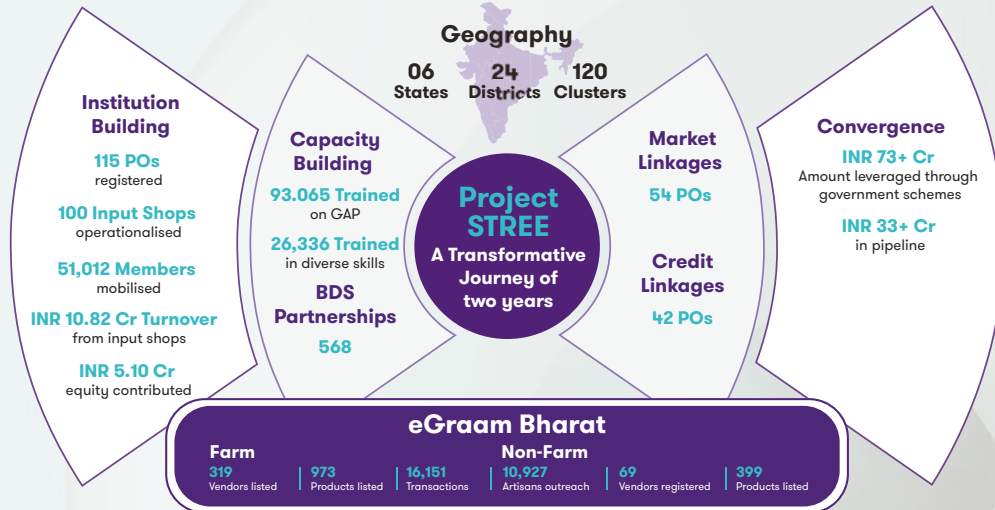 Geography
06
States
24
Districts
120
Clusters
Institution
Building
115 POs
registered
100 Input Shops
operationalised
51,012 Members
mobilised
INR 10.82 Cr Turnover
from input shops
INR 5.10 Cr
equity contributed
Capacity
Building
93.065 Trained
on GAP
26,336 Trained
in diverse skills
BDS
Partnerships
568
Project
STREE
A Transformative
Journey of
two years
Market
Linkages
54 POs
Credit
Linkages
42 POs
Convergence
INR 73+ Cr
Amount leveraged through
government schemes
INR 33+ Cr
in pipeline
eGraam Bharat
Farm
319
Vendors listed
973
Products listed
16,151
Transactions
Non-Farm
10,927
Artisans outreach
69
Vendors registered
399
Products listed